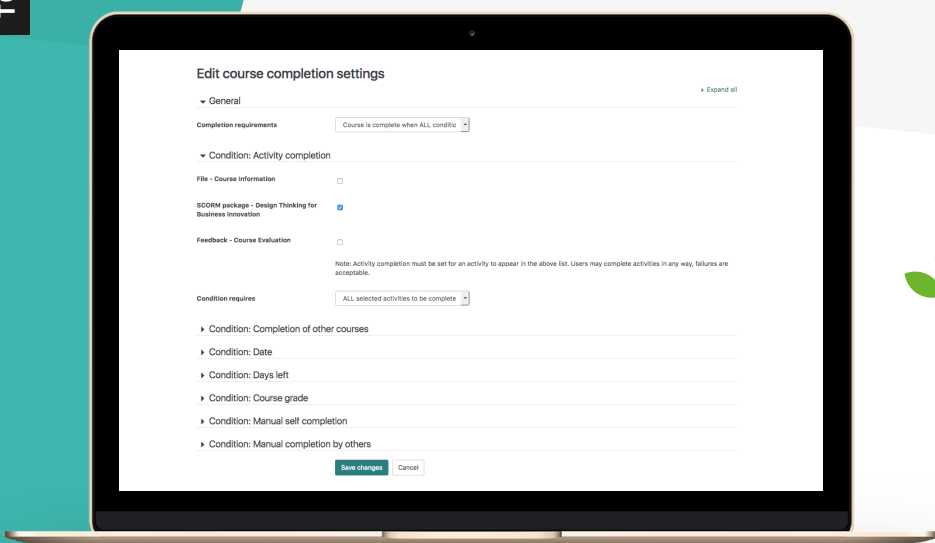 Edit course completion settings
Expand all
General
Completion requirements
Course is complete when ALL conditic
Condition: Activity completion
File - Course Information
SCORM package - Design Thinking for
Business Innovation
Feedback - Course Evaluation
Note: Activity completion must be set for an activity to appear in the above list. Users may complete activities in any way, failures are
acceptable.
Condition requires
ALL selected activities to be complete
Condition: Completion of other courses
Condition: Date
Condition: Days left
Condition: Course grade
Condition: Manual self completion
Condition: Manual completion by others
Save changes
Cancel